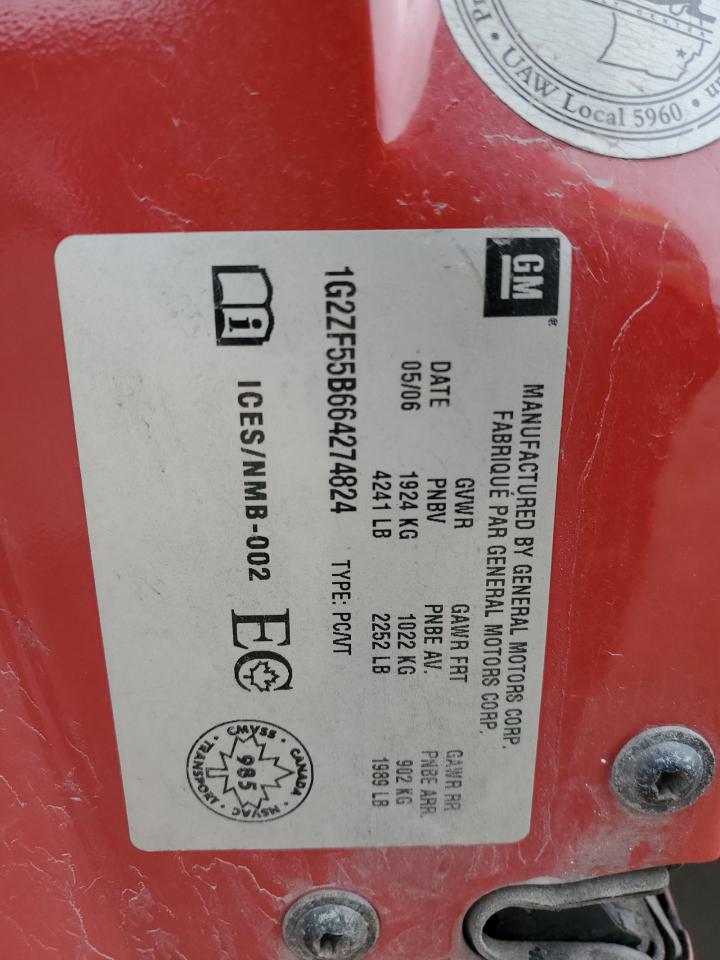 UAW Local 5960
GM
MANUFACTURED BY GENERAL MOTORS CORP.
FABRIQUÉ PAR GENERAL MOTORS CORP.
DATE GVWR GAWR FRT GAWR RR
PNBV PNBE AV. PNBE ARR.
05/06 1924 KG 1022 KG 902 KG
4241 LB 2252 LB 1989 LB
1G2ZF55B664274824 TYPE: PC/VT
i ICES/NMB-002 EC
CANADA
CMVSS
985
NSVAC
TRANSPORT